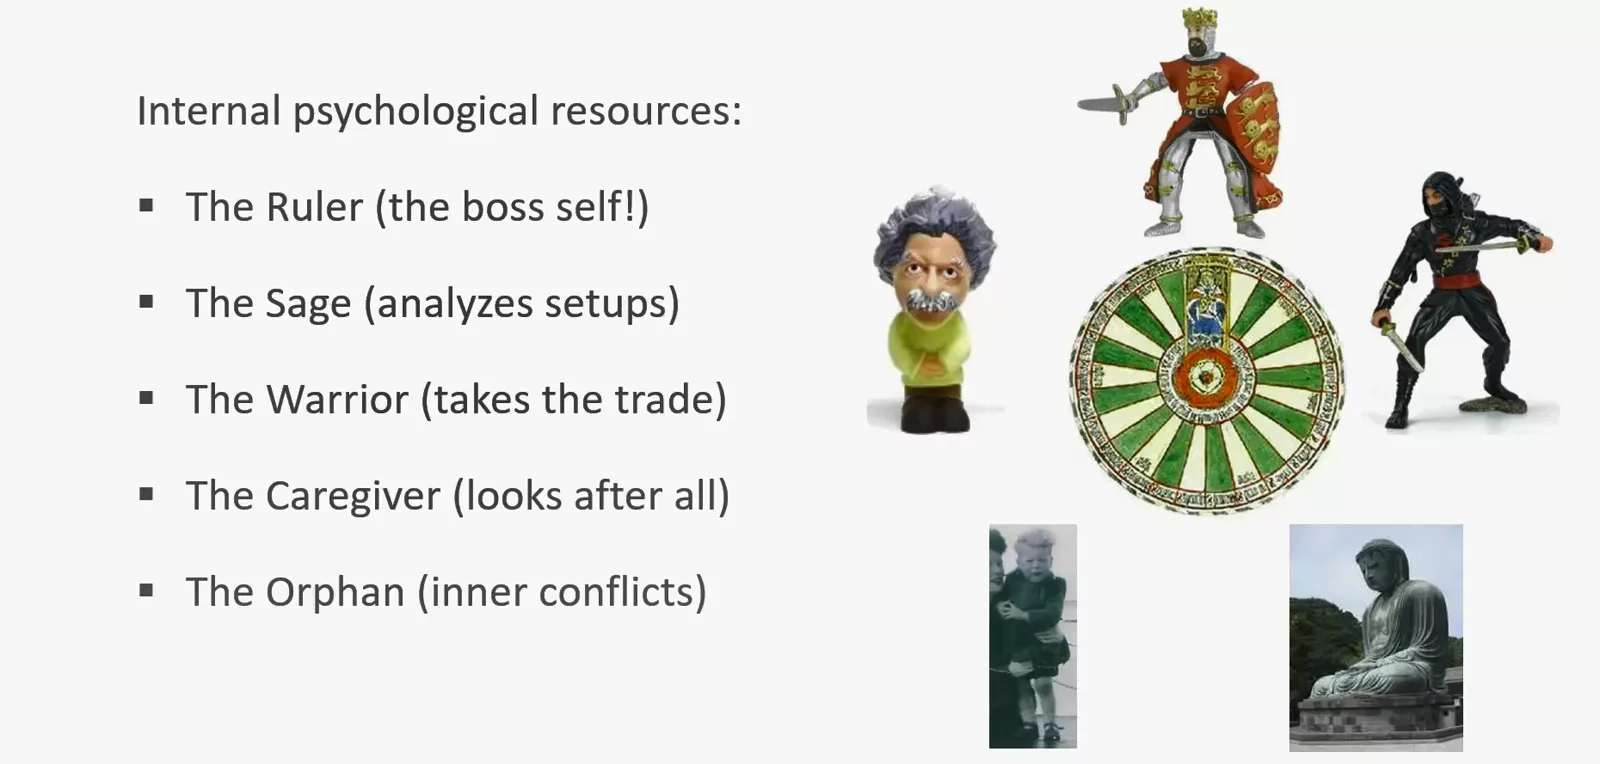 Internal psychological resources:
▪ The Ruler (the boss self!)
▪ The Sage (analyzes setups)
▪ The Warrior (takes the trade)
▪ The Caregiver (looks after all)
▪ The Orphan (inner conflicts)